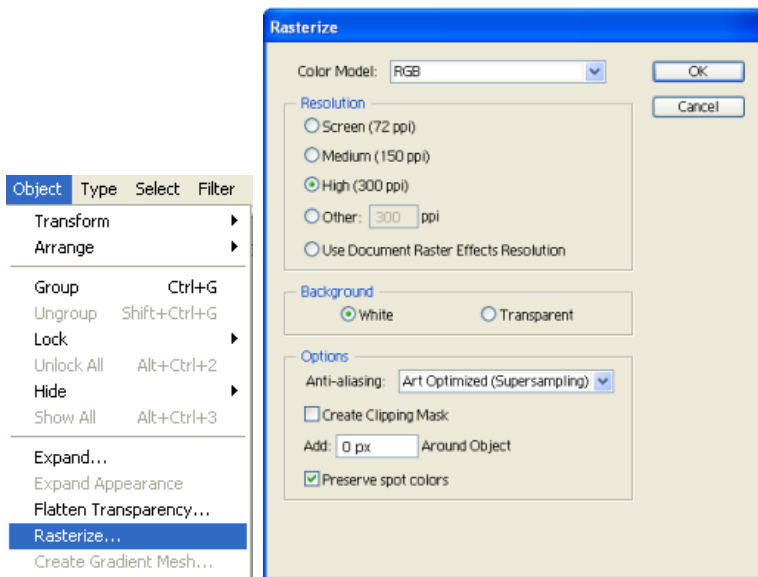 Object Type Select Filter
Transform
Arrange
Group Ctrl+G
Ungroup Shift+Ctrl+G
Lock
Unlock All Alt+Ctrl+2
Hide
Show All Alt+Ctrl+3
Expand...
Expand Appearance
Flatten Transparency...
Rasterize...
Create Gradient Mesh...
Rasterize
Color Model: RGB
OK
Cancel
Resolution
Screen (72 ppi)
Medium (150 ppi)
High (300 ppi)
Other: 300 ppi
Use Document Raster Effects Resolution
Background
White Transparent
Options
Anti-aliasing: Art Optimized (Supersampling)
Create Clipping Mask
Add: 0 px Around Object
Preserve spot colors